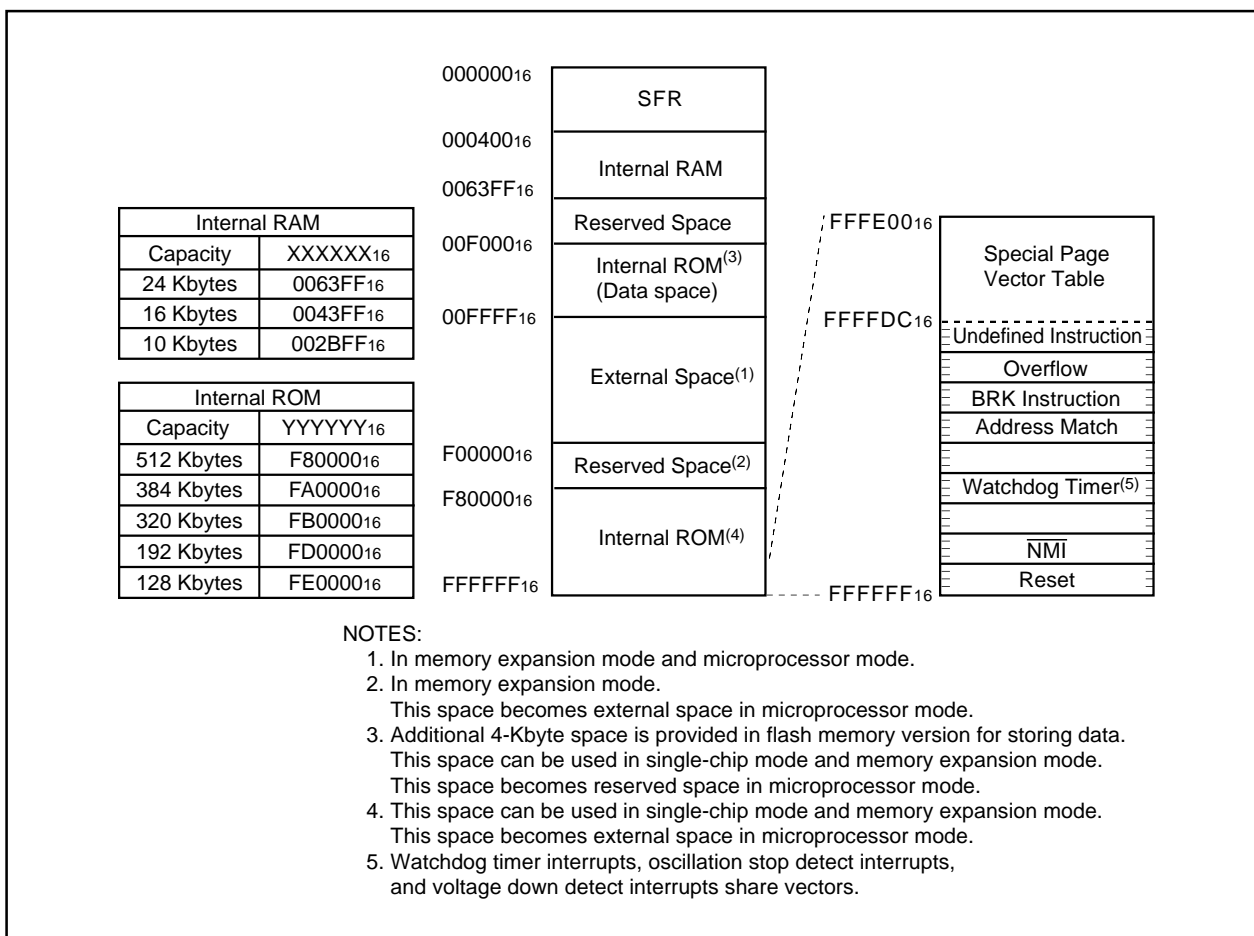 00000016
SFR
00040016
Internal RAM
0063FF16
Reserved Space
00F00016
Internal ROM(3)
(Data space)
00FFFF16
External Space(1)
F0000016
Reserved Space(2)
F8000016
Internal ROM(4)
FFFFFF16
Internal RAM
Capacity XXXXXX16
24 Kbytes 0063FF16
16 Kbytes 0043FF16
10 Kbytes 002BFF16
Internal ROM
Capacity YYYYYY16
512 Kbytes F8000016
384 Kbytes FA000016
320 Kbytes FB000016
192 Kbytes FD000016
128 Kbytes FE000016
FFFE0016
Special Page
Vector Table
FFFFDC16
Undefined Instruction
Overflow
BRK Instruction
Address Match
Watchdog Timer(5)
NMI
Reset
FFFFFF16
NOTES:
1. In memory expansion mode and microprocessor mode.
2. In memory expansion mode.
This space becomes external space in microprocessor mode.
3. Additional 4-Kbyte space is provided in flash memory version for storing data.
This space can be used in single-chip mode and memory expansion mode.
This space becomes reserved space in microprocessor mode.
4. This space can be used in single-chip mode and memory expansion mode.
This space becomes external space in microprocessor mode.
5. Watchdog timer interrupts, oscillation stop detect interrupts,
and voltage down detect interrupts share vectors.